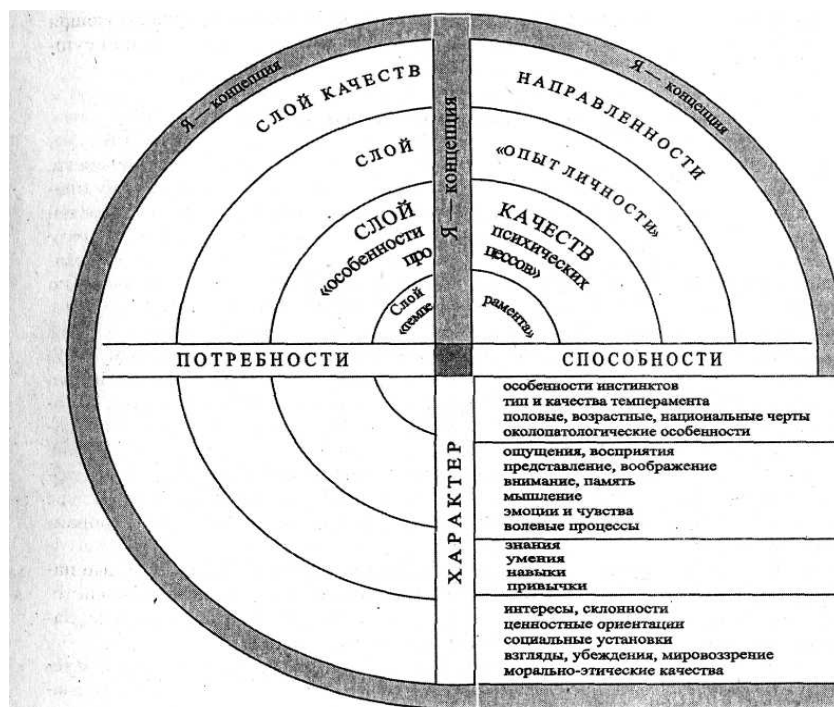 Я — концепция
Я — концепция
Я — концепция
СЛОЙ КАЧЕСТВ НАПРАВЛЕННОСТИ
СЛОЙ «ОПЫТ ЛИЧНОСТИ»
СЛОЙ КАЧЕСТВ
«особенности психических
про цессов»
Слой
«темпе рамента»
ПОТРЕБНОСТИ
СПОСОБНОСТИ
ХАРАКТЕР
особенности инстинктов
тип и качества темперамента
половые, возрастные, национальные черты
околопатологические особенности
ощущения, восприятия
представление, воображение
внимание, память
мышление
эмоции и чувства
волевые процессы
знания
умения
навыки
привычки
интересы, склонности
ценностные ориентации
социальные установки
взгляды, убеждения, мировоззрение
морально-этические качества